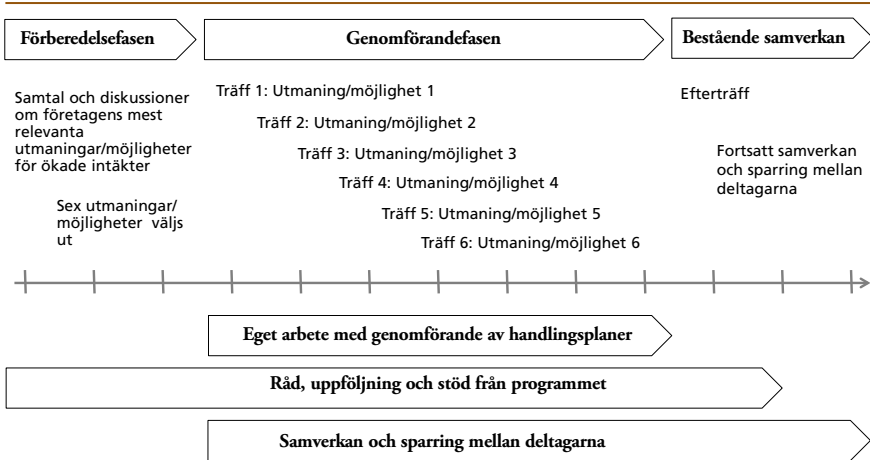 Förberedelsefasen
Genomförandefasen
Bestående samverkan
Samtal och diskussioner
om företagens mest
relevanta
utmaningar/möjligheter
för ökade intäkter
Sex utmaningar/
möjligheter väljs
ut
Träff 1: Utmaning/möjlighet 1
Träff 2: Utmaning/möjlighet 2
Träff 3: Utmaning/möjlighet 3
Träff 4: Utmaning/möjlighet 4
Träff 5: Utmaning/möjlighet 5
Träff 6: Utmaning/möjlighet 6
Efterträff
Fortsatt samverkan
och sparring mellan
deltagarna
Eget arbete med genomförande av handlingsplaner
Råd, uppföljning och stöd från programmet
Samverkan och sparring mellan deltagarna